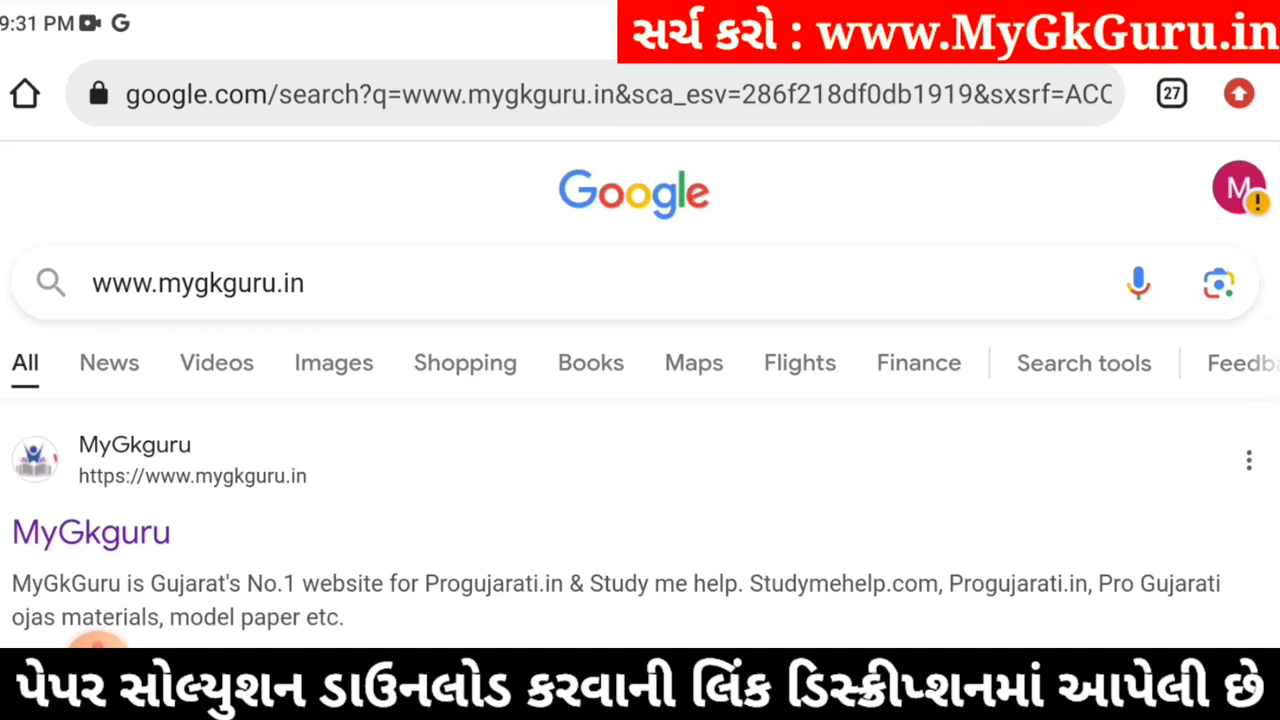 9:31 PM
સર્ચ કરો : www.MyGkGuru.in
google.com/search?q=www.mygkguru.in&sca_esv=286f218df0db1919&sxsrf=ACC
27
Google
M
www.mygkguru.in
All News Videos Images Shopping Books Maps Flights Finance Search tools Feedba
MyGkguru
https://www.mygkguru.in
MyGkguru
MyGkGuru is Gujarat's No.1 website for Progujarati.in & Study me help. Studymehelp.com, Progujarati.in, Pro Gujarati
ojas materials, model paper etc.
પેપર સોલ્યુશન ડાઉનલોડ કરવાની લિંક ડિસ્ક્રીપ્શનમાં આપેલી છે